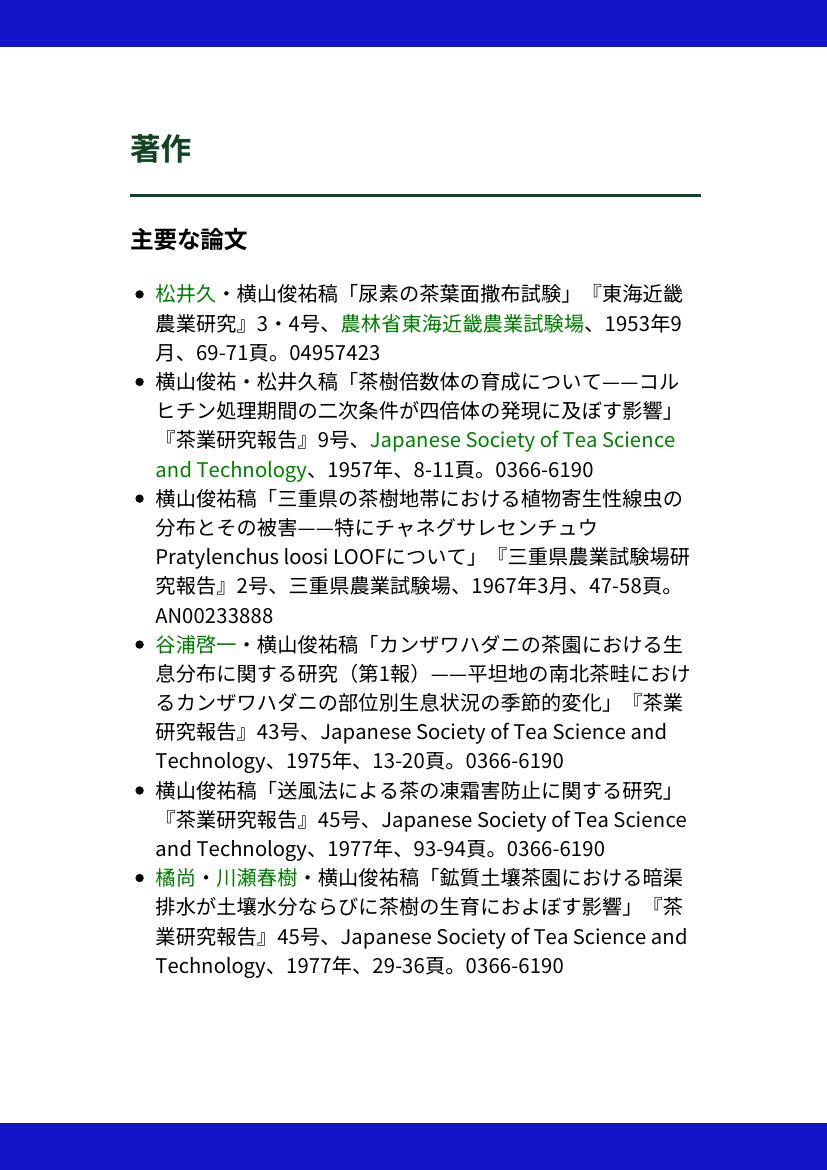 著作
主要な論文
松井久・横山俊祐稿「尿素の茶葉面撒布試験」『東海近畿
農業研究』3・4号、農林省東海近畿農業試験場、1953年9
月、69-71頁。04957423
横山俊祐・松井久稿「茶樹倍数体の育成について——コル
ヒチン処理期間の二次条件が四倍体の発現に及ぼす影響」
『茶業研究報告』9号、Japanese Society of Tea Science
and Technology、1957年、8-11頁。0366-6190
横山俊祐稿「三重県の茶樹地帯における植物寄生性線虫の
分布とその被害——特にチャネグサレセンチュウ
Pratylenchus loosi LOOFについて」『三重県農業試験場研
究報告』2号、三重県農業試験場、1967年3月、47-58頁。
AN00233888
谷浦啓一・横山俊祐稿「カンザワハダニの茶園における生
息分布に関する研究（第1報）——平坦地の南北茶畦におけ
るカンザワハダニの部位別生息状況の季節的変化」『茶業
研究報告』43号、Japanese Society of Tea Science and
Technology、1975年、13-20頁。0366-6190
横山俊祐稿「送風法による茶の凍霜害防止に関する研究」
『茶業研究報告』45号、Japanese Society of Tea Science
and Technology、1977年、93-94頁。0366-6190
橘尚・川瀬春樹・横山俊祐稿「鉱質土壌茶園における暗渠
排水が土壌水分ならびに茶樹の生育におよぼす影響」『茶
業研究報告』45号、Japanese Society of Tea Science and
Technology、1977年、29-36頁。0366-6190